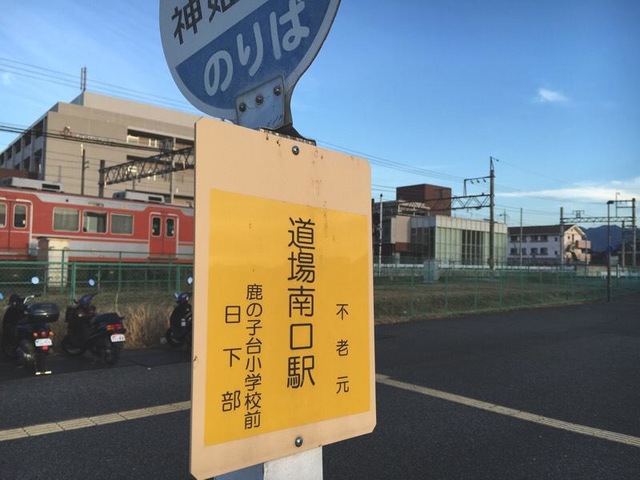 神姫
のりば
道場南口駅
不老元
鹿の子台小学校前
日下部